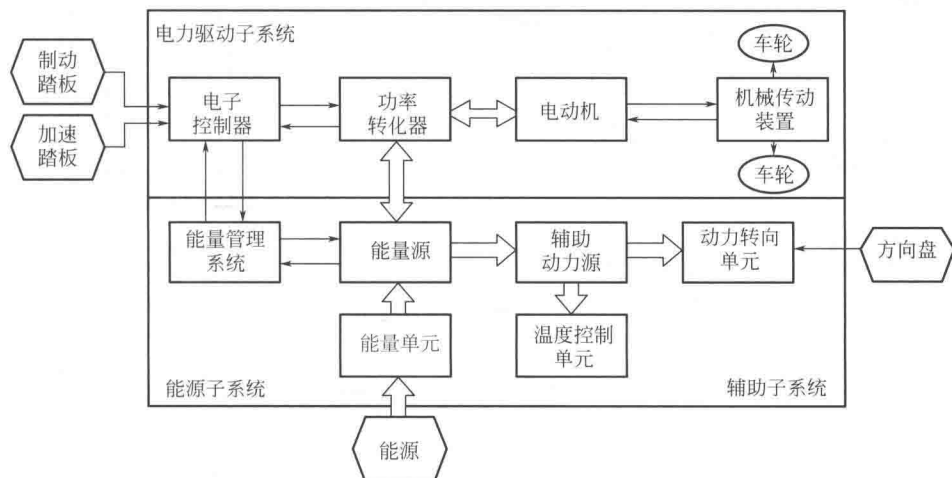 电力驱动子系统
制动
踏板
加速
踏板
电子
控制器
功率
转化器
电动机
机械传动
装置
车轮
车轮
能量管理
系统
能量源
辅助
动力源
动力转向
单元
方向盘
能量单元
温度控制
单元
能源子系统
辅助子系统
能源